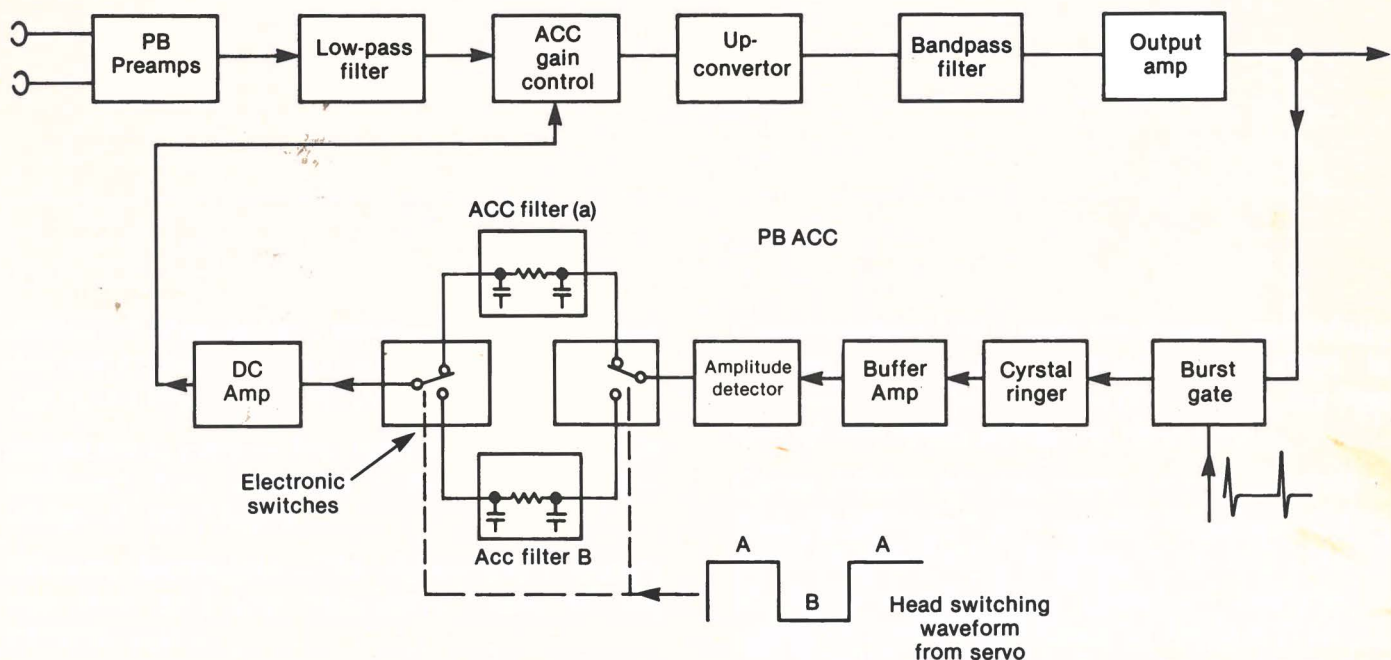 PB
Preamps
Low-pass
filter
ACC
gain
control
Up-
convertor
Bandpass
filter
Output
amp
ACC filter (a)
PB ACC
DC
Amp
Amplitude
detector
Buffer
Amp
Cyrstal
ringer
Burst
gate
Electronic
switches
Acc filter B
A
A
B
Head switching
waveform
from servo